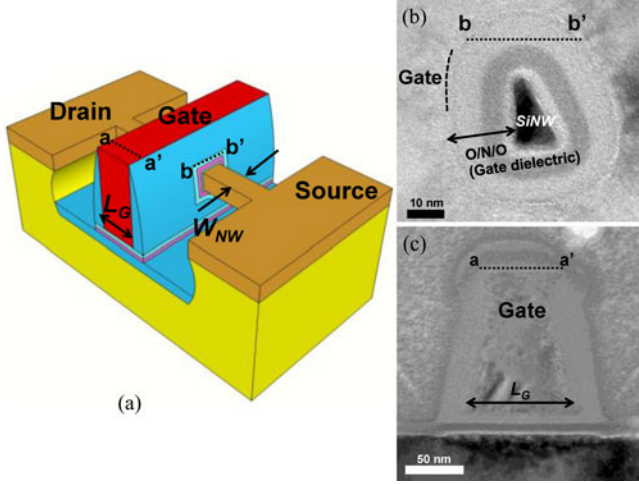 Drain
Gate
a
a'
b
b'
Source
L_G
W_NW
(a)
(b)
b
b'
Gate
SiNW
O/N/O
(Gate dielectric)
10 nm
(c)
a
a'
Gate
L_G
50 nm